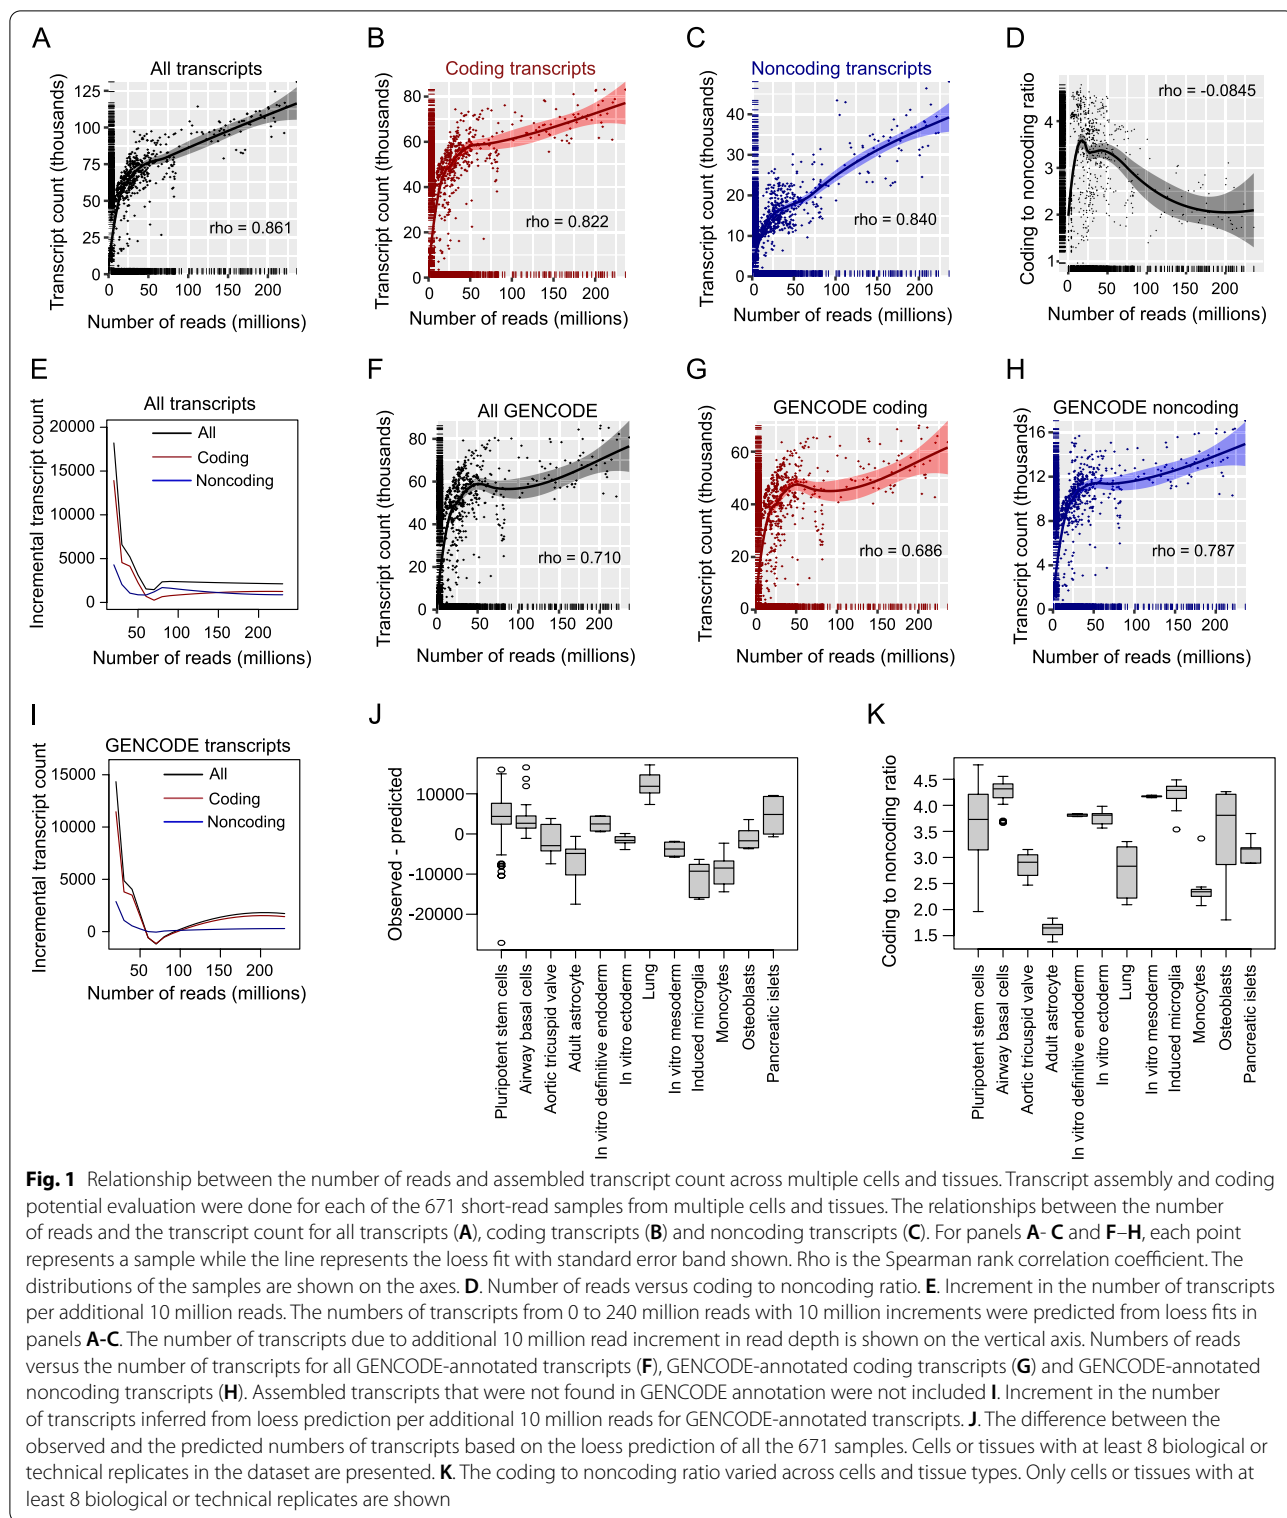 A
All transcripts
Transcript count (thousands)
125
100
75
50
25
0
rho = 0.861
0 50 100 150 200
Number of reads (millions)
B
Coding transcripts
Transcript count (thousands)
80
60
40
20
0
rho = 0.822
0 50 100 150 200
Number of reads (millions)
C
Noncoding transcripts
Transcript count (thousands)
40
30
20
10
0
rho = 0.840
0 50 100 150 200
Number of reads (millions)
D
Coding to noncoding ratio
rho = -0.0845
4
3
2
1
0 50 100 150 200
Number of reads (millions)
E
All transcripts
Incremental transcript count
20000
15000
10000
5000
0
All
Coding
Noncoding
50 100 150 200
Number of reads (millions)
F
All GENCODE
Transcript count (thousands)
80
60
40
20
0
rho = 0.710
0 50 100 150 200
Number of reads (millions)
G
GENCODE coding
Transcript count (thousands)
60
40
20
0
rho = 0.686
0 50 100 150 200
Number of reads (millions)
H
GENCODE noncoding
Transcript count (thousands)
16
12
8
4
0
rho = 0.787
0 50 100 150 200
Number of reads (millions)
I
GENCODE transcripts
Incremental transcript count
15000
10000
5000
0
All
Coding
Noncoding
50 100 150 200
Number of reads (millions)
J
Observed - predicted
10000
0
-10000
-20000
Pluripotent stem cells
Airway basal cells
Aortic tricuspid valve
Adult astrocyte
In vitro definitive endoderm
In vitro ectoderm
Lung
In vitro mesoderm
Induced microglia
Monocytes
Osteoblasts
Pancreatic islets
K
Coding to noncoding ratio
4.5
4.0
3.5
3.0
2.5
2.0
1.5
Pluripotent stem cells
Airway basal cells
Aortic tricuspid valve
Adult astrocyte
In vitro definitive endoderm
In vitro ectoderm
Lung
In vitro mesoderm
Induced microglia
Monocytes
Osteoblasts
Pancreatic islets
Fig. 1 Relationship between the number of reads and assembled transcript count across multiple cells and tissues. Transcript assembly and coding
potential evaluation were done for each of the 671 short-read samples from multiple cells and tissues. The relationships between the number
of reads and the transcript count for all transcripts (A), coding transcripts (B) and noncoding transcripts (C). For panels A- C and F–H, each point
represents a sample while the line represents the loess fit with standard error band shown. Rho is the Spearman rank correlation coefficient. The
distributions of the samples are shown on the axes. D. Number of reads versus coding to noncoding ratio. E. Increment in the number of transcripts
per additional 10 million reads. The numbers of transcripts from 0 to 240 million reads with 10 million increments were predicted from loess fits in
panels A-C. The number of transcripts due to additional 10 million read increment in read depth is shown on the vertical axis. Numbers of reads
versus the number of transcripts for all GENCODE-annotated transcripts (F), GENCODE-annotated coding transcripts (G) and GENCODE-annotated
noncoding transcripts (H). Assembled transcripts that were not found in GENCODE annotation were not included I. Increment in the number
of transcripts inferred from loess prediction per additional 10 million reads for GENCODE-annotated transcripts. J. The difference between the
observed and the predicted numbers of transcripts based on the loess prediction of all the 671 samples. Cells or tissues with at least 8 biological or
technical replicates in the dataset are presented. K. The coding to noncoding ratio varied across cells and tissue types. Only cells or tissues with at
least 8 biological or technical replicates are shown